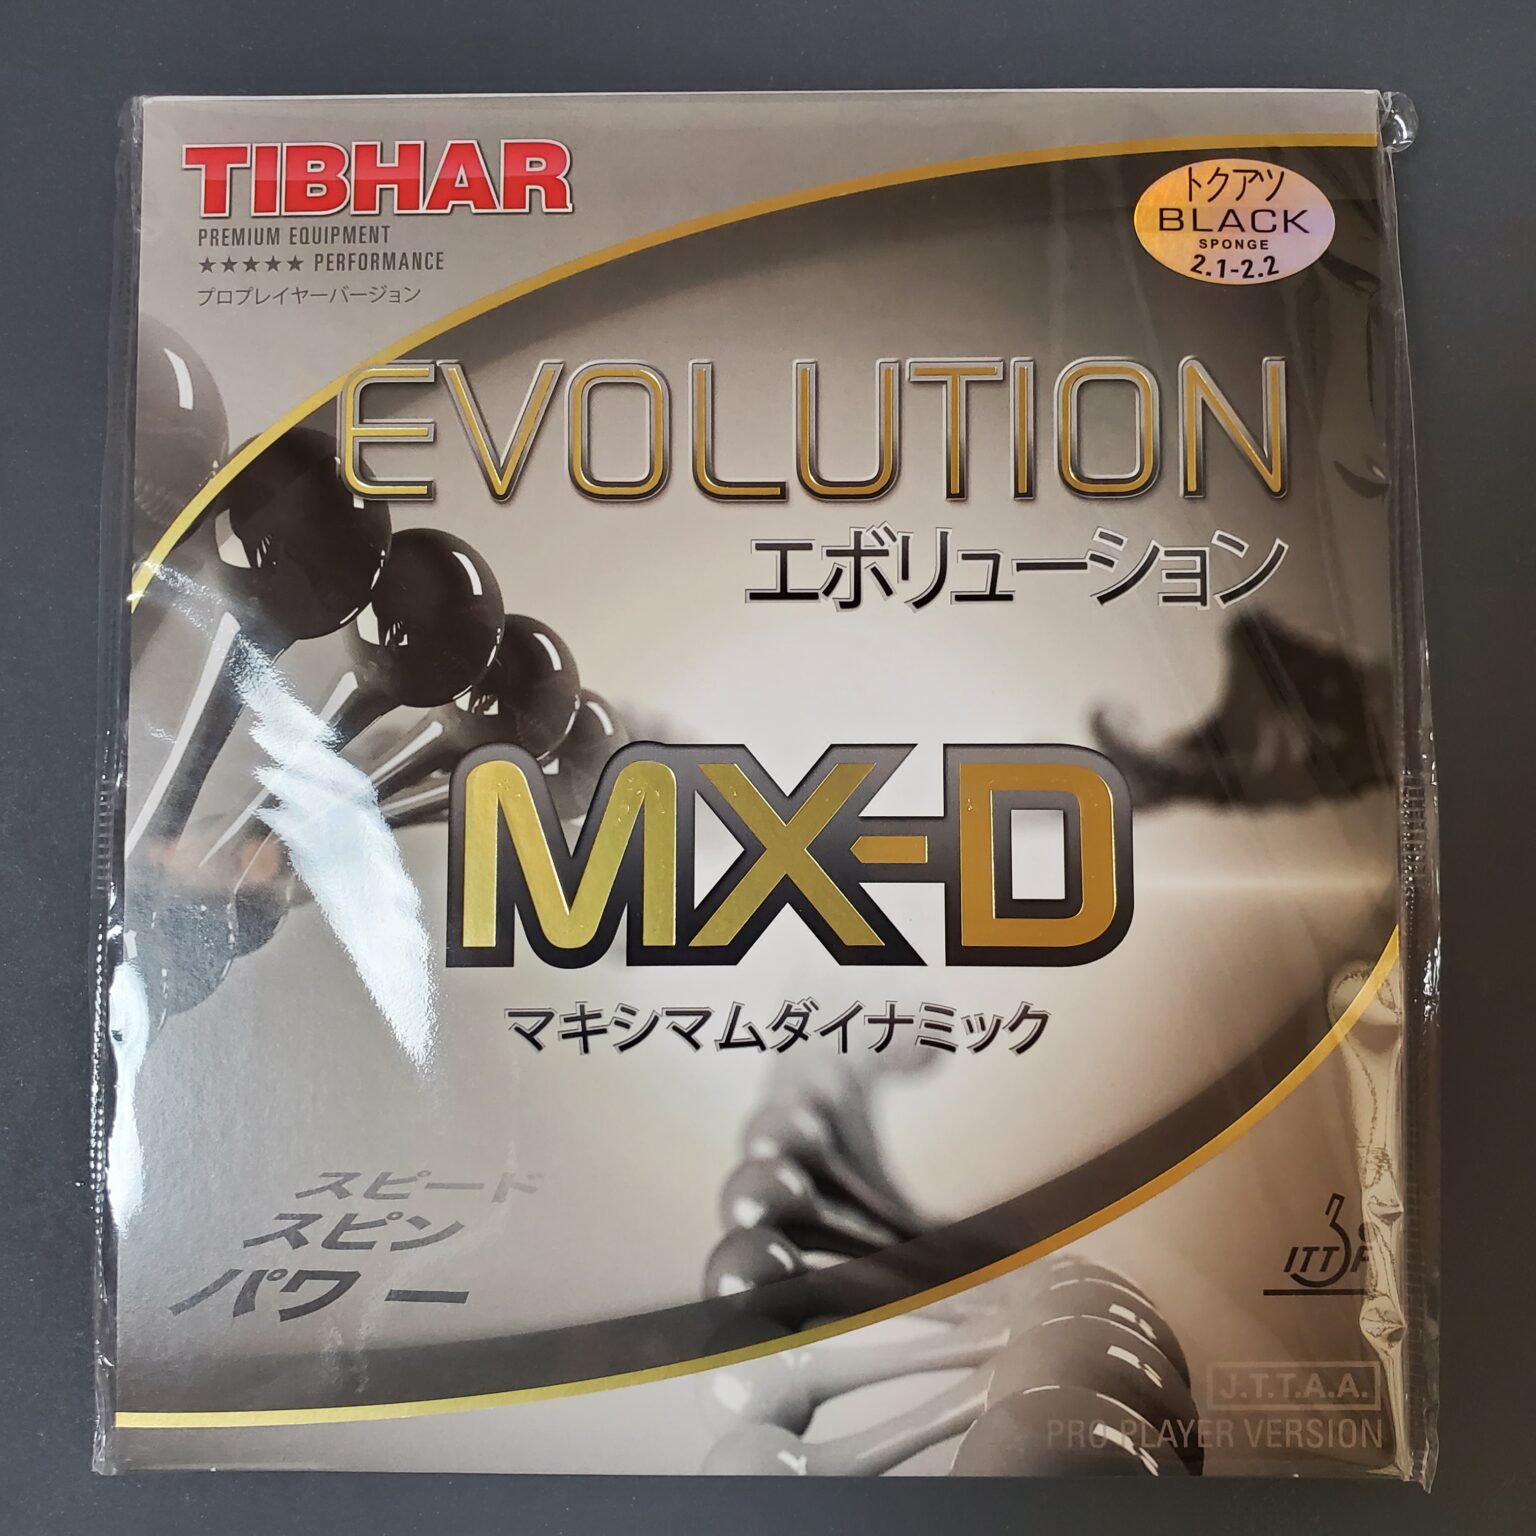 TIBHAR
PREMIUM EQUIPMENT
★★★★★ PERFORMANCE
プロプレイヤーバージョン
トクアツ
BLACK
SPONGE
2.1-2.2
EVOLUTION
エボリューション
MX-D
マキシマムダイナミック
スピード
スピン
パワー
ITTF
J.T.T.A.A.
PRO PLAYER VERSION